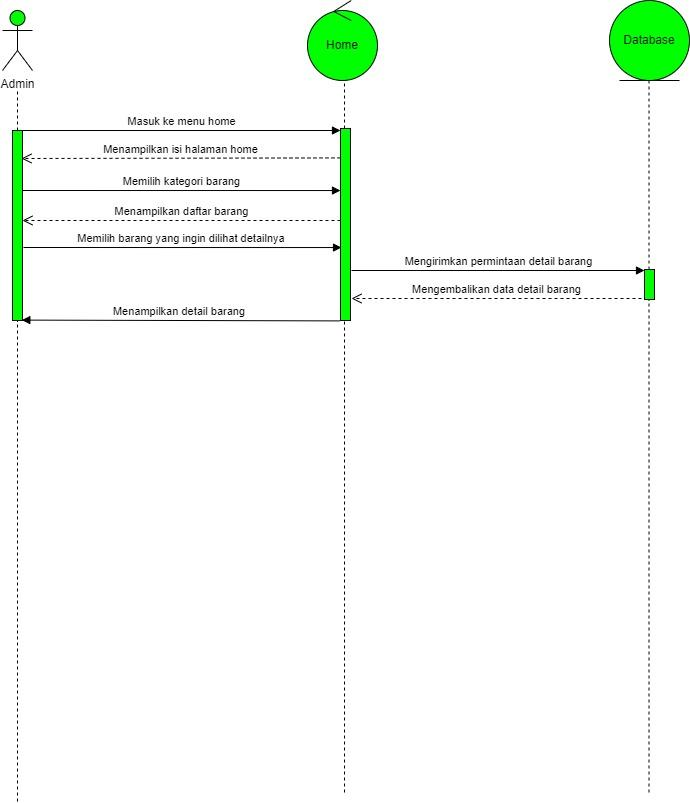 Home
Database
Admin
Masuk ke menu home
Menampilkan isi halaman home
Memilih kategori barang
Menampilkan daftar barang
Memilih barang yang ingin dilihat detailnya
Mengirimkan permintaan detail barang
Mengembalikan data detail barang
Menampilkan detail barang